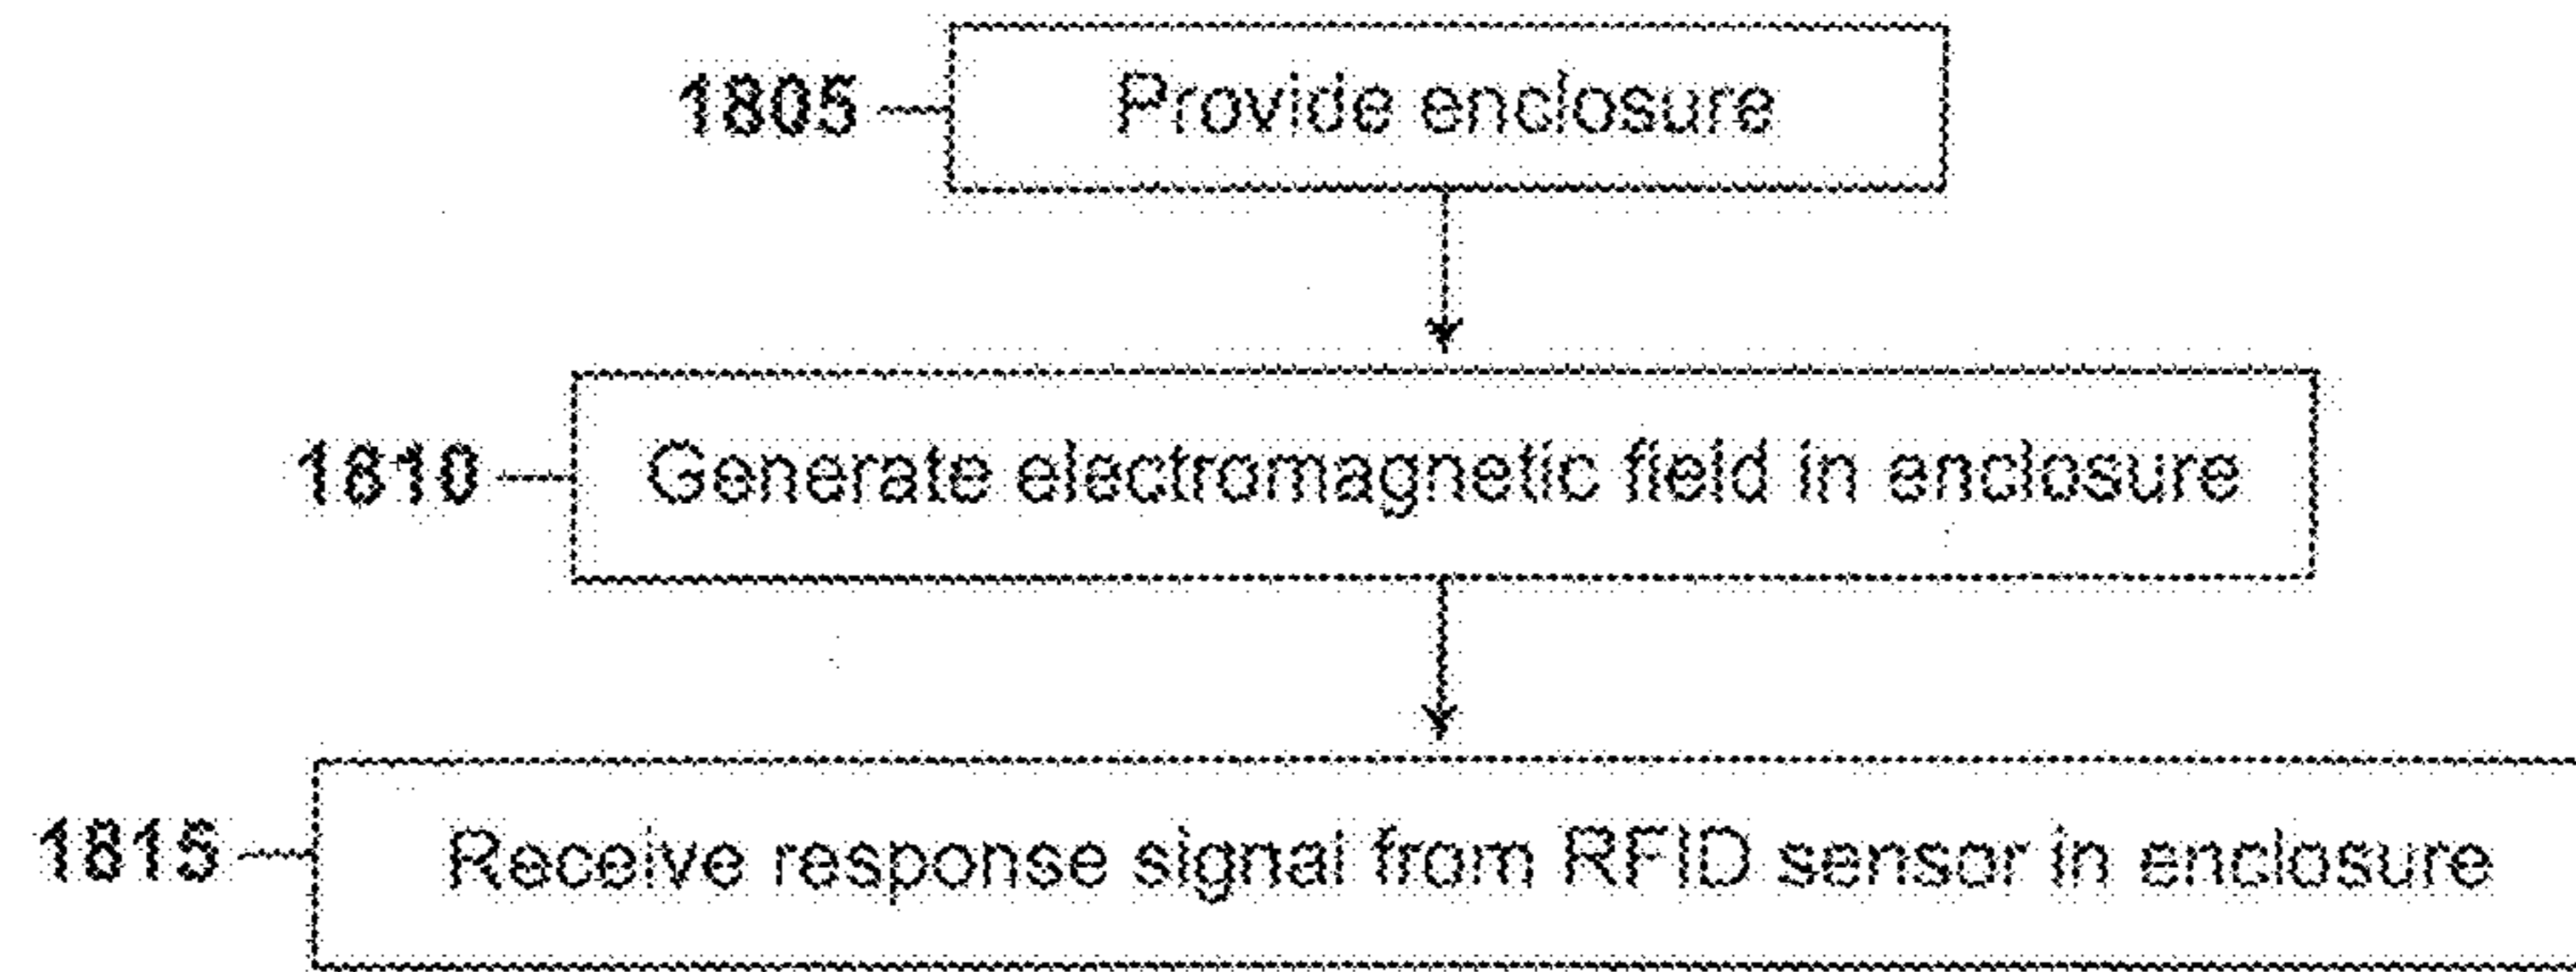 1805 Provide enclosure
1810 Generate electromagnetic field in enclosure
1815 Receive response signal from RFID sensor in enclosure